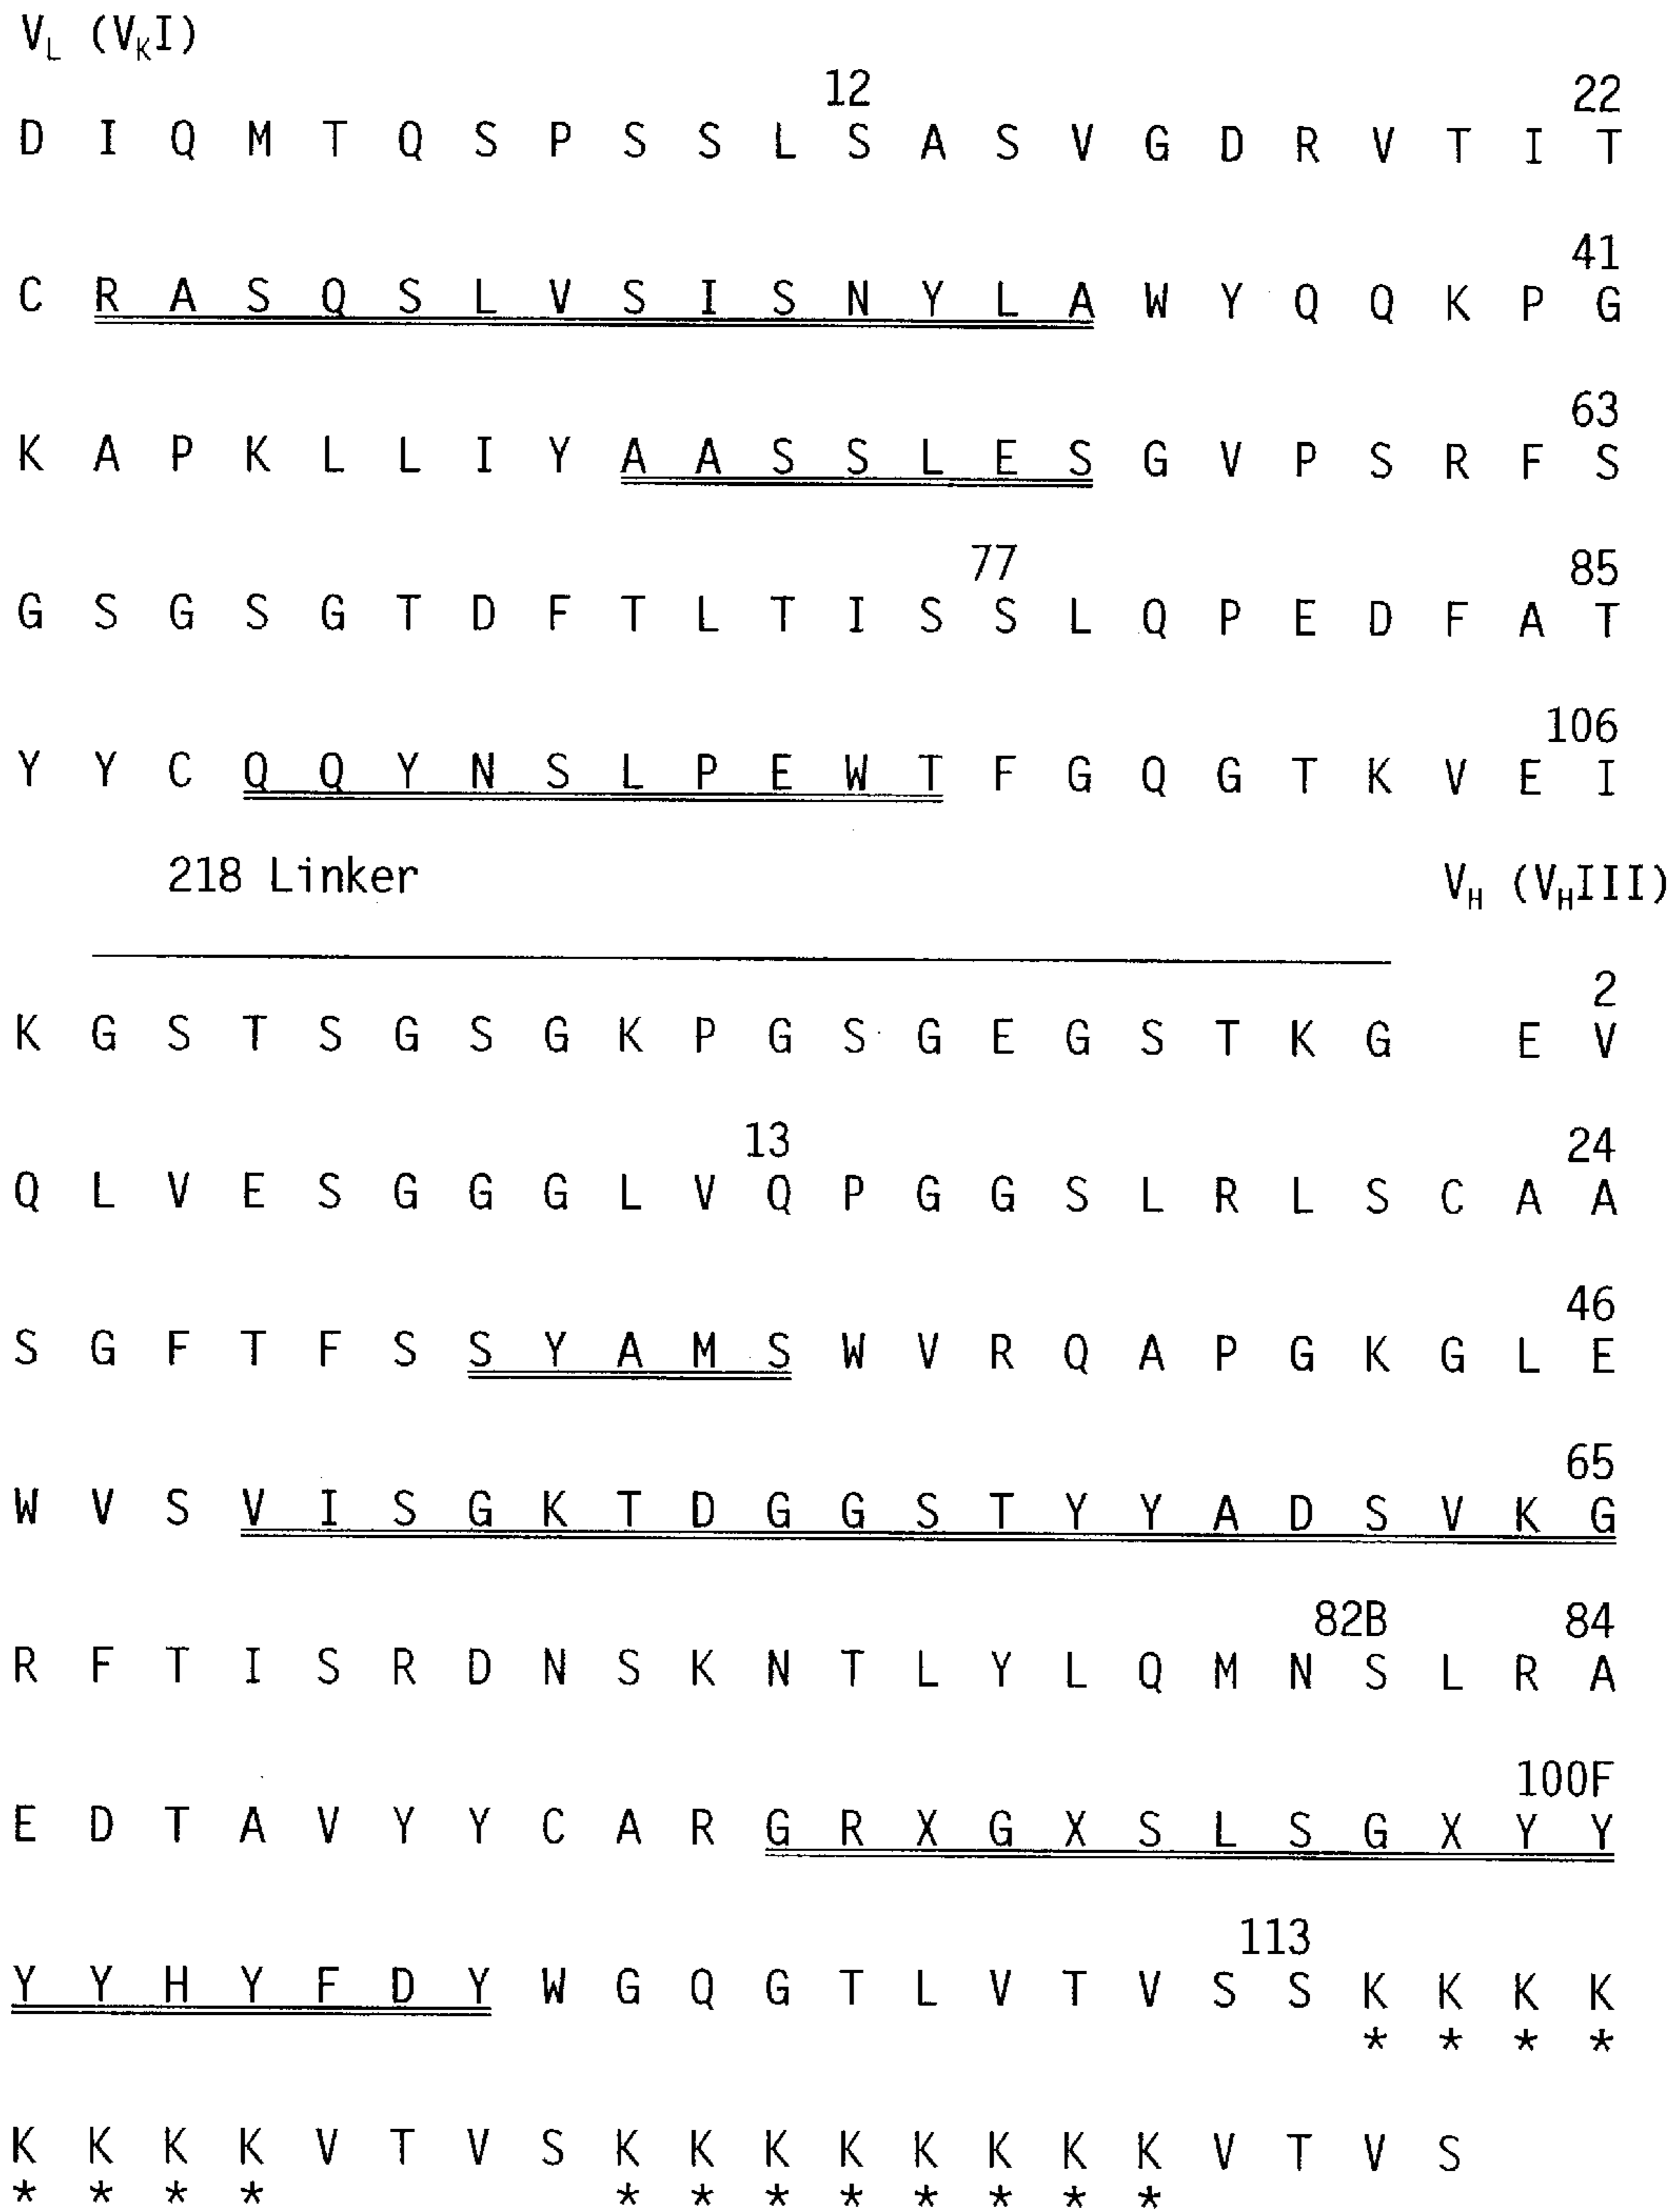 V_L (V_KI)
12 22
D I Q M T Q S P S S L S A S V G D R V T I T
41
C R A S Q S L V S I S N Y L A W Y Q Q K P G
63
K A P K L L I Y A A S S L E S G V P S R F S
77 85
G S G S G T D F T L T I S S L Q P E D F A T
106
Y Y C Q Q Y N S L P E W T F G Q G T K V E I
218 Linker V_H (V_HIII)
2
K G S T S G S G K P G S G E G S T K G E V
13 24
Q L V E S G G G L V Q P G G S L R L S C A A
46
S G F T F S S Y A M S W V R Q A P G K G L E
65
W V S V I S G K T D G G S T Y Y A D S V K G
82B 84
R F T I S R D N S K N T L Y L Q M N S L R A
100F
E D T A V Y Y C A R G R X G X S L S G X Y Y
113
Y Y H Y F D Y W G Q G T L V T V S S K K K K
* * * *
K K K K V T V S K K K K K K K K V T V S
* * * * * * * * * * * *